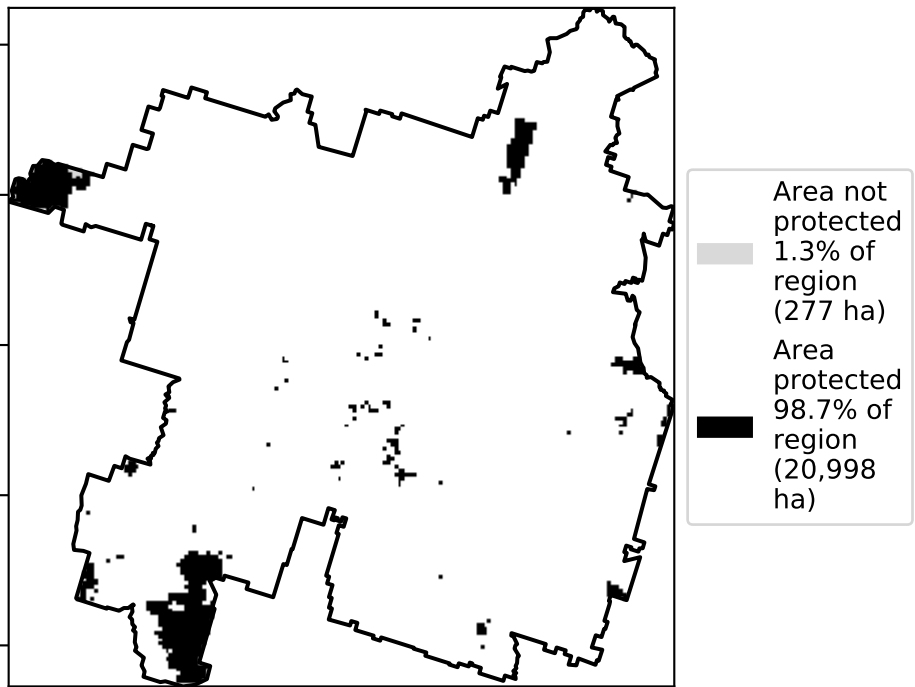 Area not
protected
1.3% of
region
(277 ha)
Area
protected
98.7% of
region
(20,998
ha)